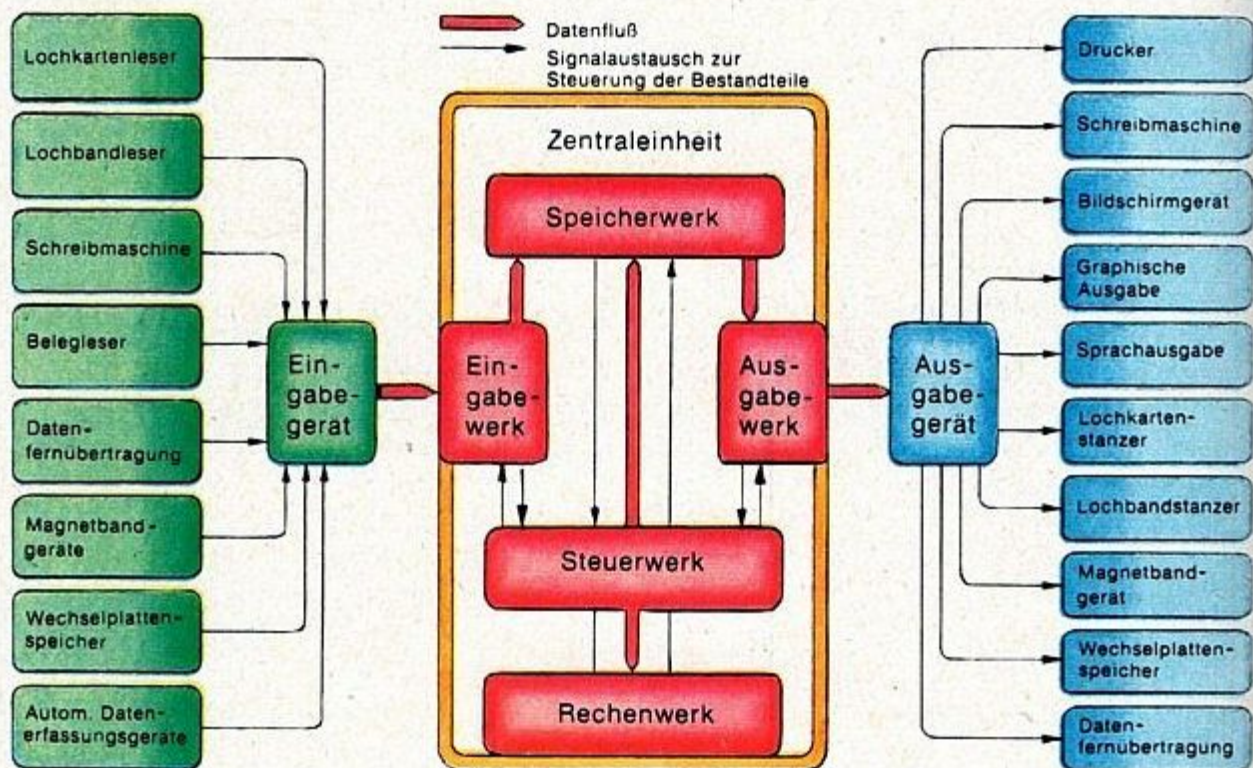 Datenfluß
Signalaustausch zur
Steuerung der Bestandteile
Lochkartenleser
Lochbandleser
Schreibmaschine
Belegleser
Daten-
fernübertragung
Magnetband-
geräte
Wechselplatten-
speicher
Autom. Daten-
erfassungsgeräte
Ein-
gabe-
gerät
Zentraleinheit
Speicherwerk
Ein-
gabe-
werk
Aus-
gabe-
werk
Steuerwerk
Rechenwerk
Aus-
gabe-
gerät
Drucker
Schreibmaschine
Bildschirmgerät
Graphische
Ausgabe
Sprachausgabe
Lochkarten-
stanzer
Lochbandstanzer
Magnetband-
gerät
Wechselplatten-
speicher
Daten-
fernübertragung